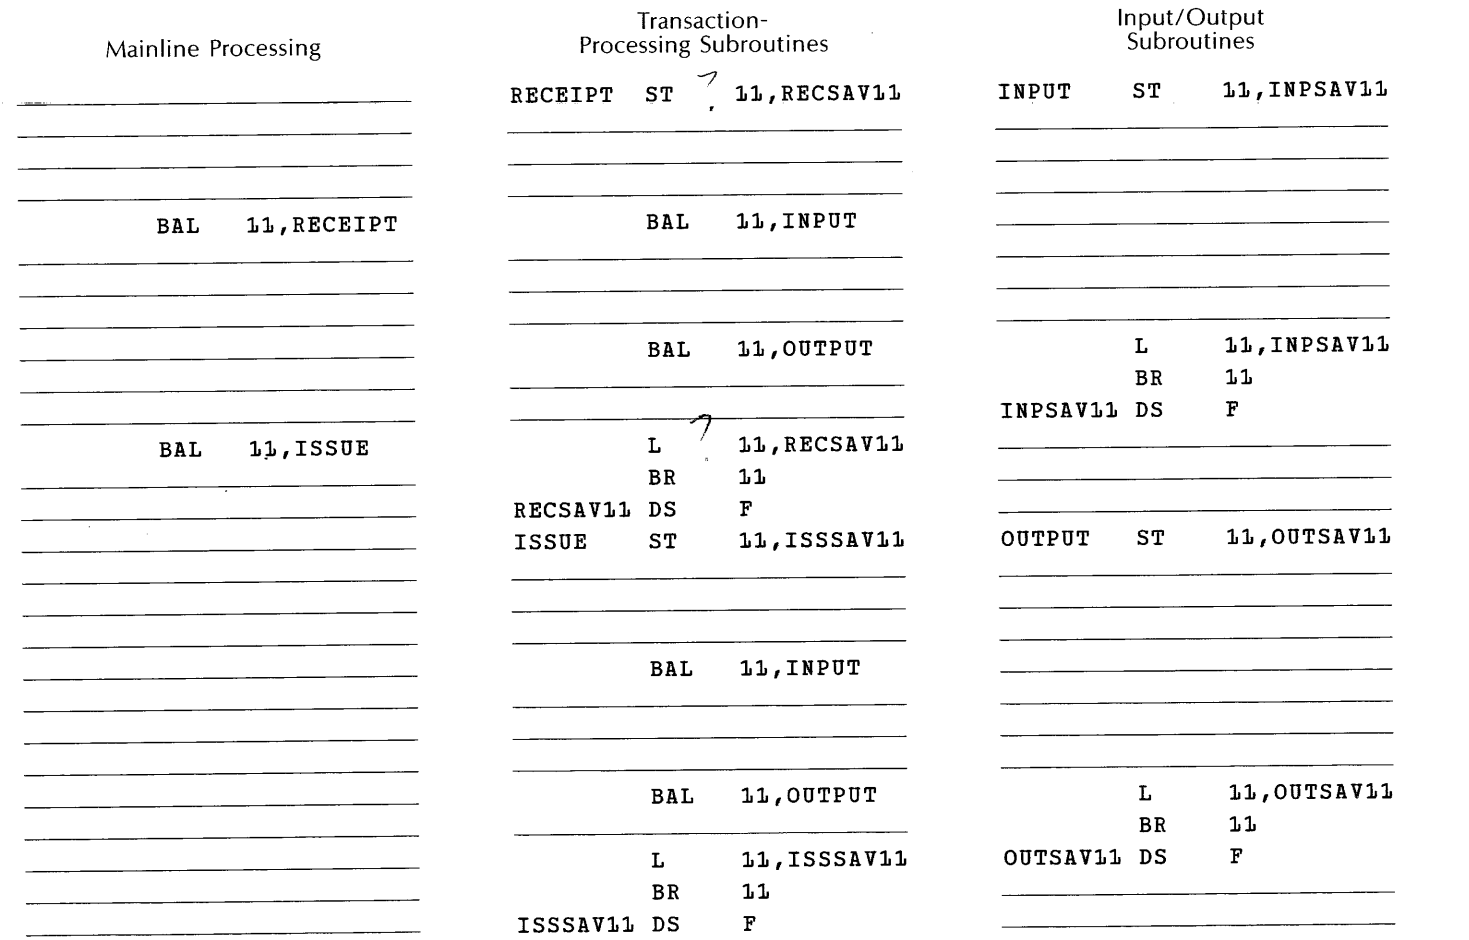 Mainline Processing
BAL 11,RECEIPT
BAL 11,ISSUE
Transaction-
Processing Subroutines
RECEIPT ST ? 11,RECSAV11
BAL 11,INPUT
BAL 11,OUTPUT
L ? 11,RECSAV11
BR 11
RECSAV11 DS F
ISSUE ST 11,ISSSAV11
BAL 11,INPUT
BAL 11,OUTPUT
L 11,ISSSAV11
BR 11
ISSSAV11 DS F
Input/Output
Subroutines
INPUT ST 11,INPSAV11
L 11,INPSAV11
BR 11
INPSAV11 DS F
OUTPUT ST 11,OUTSAV11
L 11,OUTSAV11
BR 11
OUTSAV11 DS F